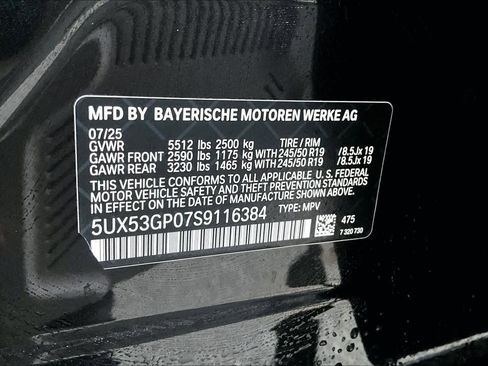 MFD BY BAYERISCHE MOTOREN WERKE AG
07/25
GVWR 5512 lbs 2500 kg TIRE / RIM
GAWR FRONT 2590 lbs 1175 kg WITH 245/50 R19 /8.5Jx 19
GAWR REAR 3230 lbs 1465 kg WITH 245/50 R19 /8.5Jx 19
THIS VEHICLE CONFORMS TO ALL APPLICABLE U.S. FEDERAL
MOTOR VEHICLE SAFETY AND THEFT PREVENTION
STANDARDS IN EFFECT ON THE DATE OF
MANUFACTURE SHOWN ABOVE.
5UX53GP07S9116384 TYPE: MPV
475
7 320 730